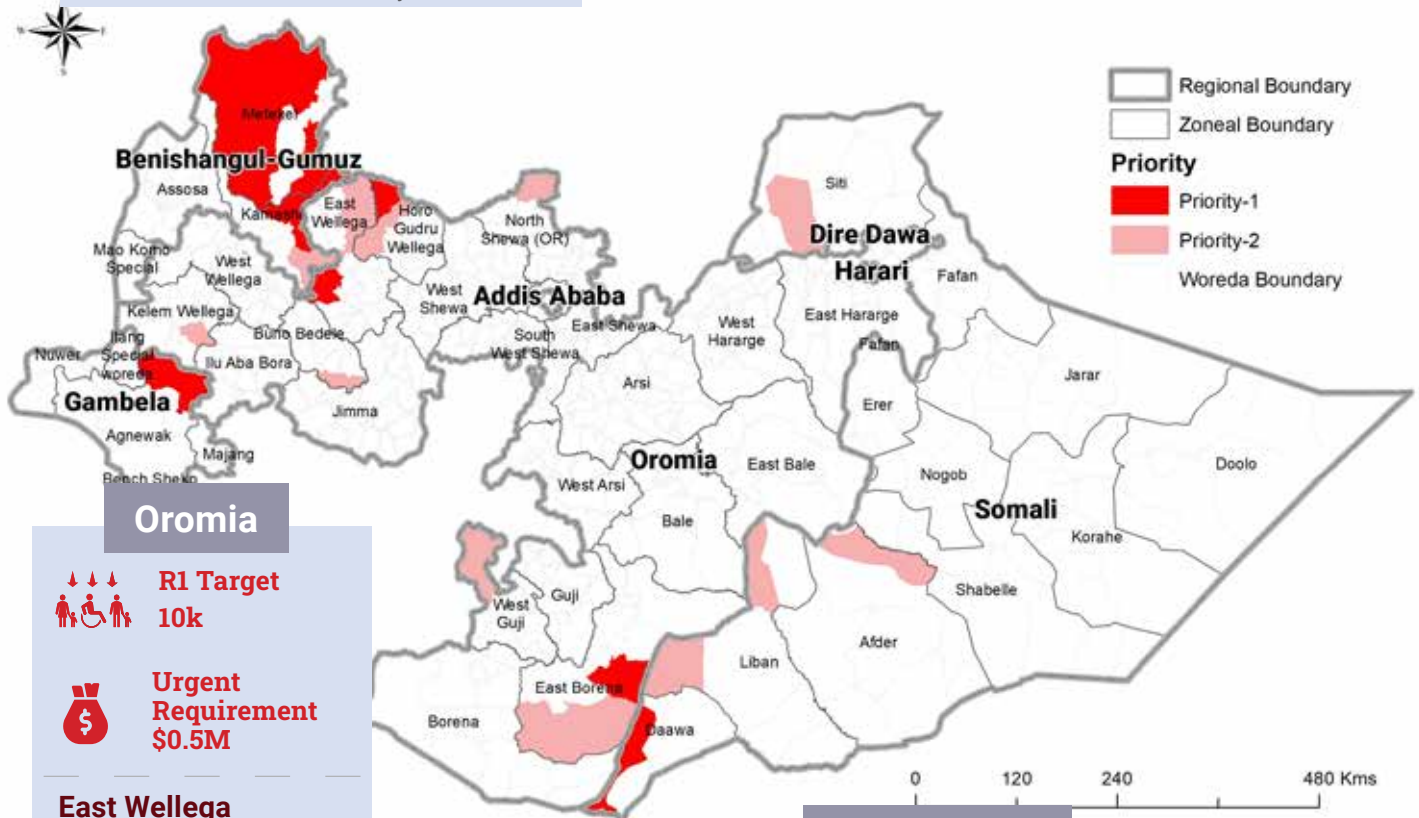 S
Regional Boundary
Zoneal Boundary
Priority
Priority-1
Priority-2
Woreda Boundary
Metekel
Benishangul-Gumuz
Assosa
Kamashi
East
Wellega
Horo
Gudru
Wellega
North
Shewa (OR)
Siti
Dire Dawa
Harari
Fafan
Mao Komo
Special
West
Wellega
West
Shewa
Addis Ababa
East Shewa
West
Hararge
East Hararge
Fafan
Kelem Wellega
Buno Bedele
South
West Shewa
Itang
Special
woreda
Nuwer
Ilu Aba Bora
Gambela
Jimma
Arsi
Erer
Jarar
Agnewak
Majang
Bench Sheko
Oromia
East Bale
West Arsi
Nogob
Somali
Doolo
Bale
Korahe
Shabelle
Guji
West
Guji
Afder
Liban
East Borena
Borena
Daawa
0 120 240 480 Kms
Oromia
R1 Target
10k
Urgent
Requirement
$0.5M
East Wellega